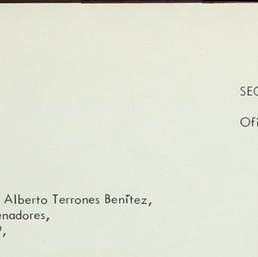 SEC
Ofi
Alberto Terrones Benítez,
enadores,